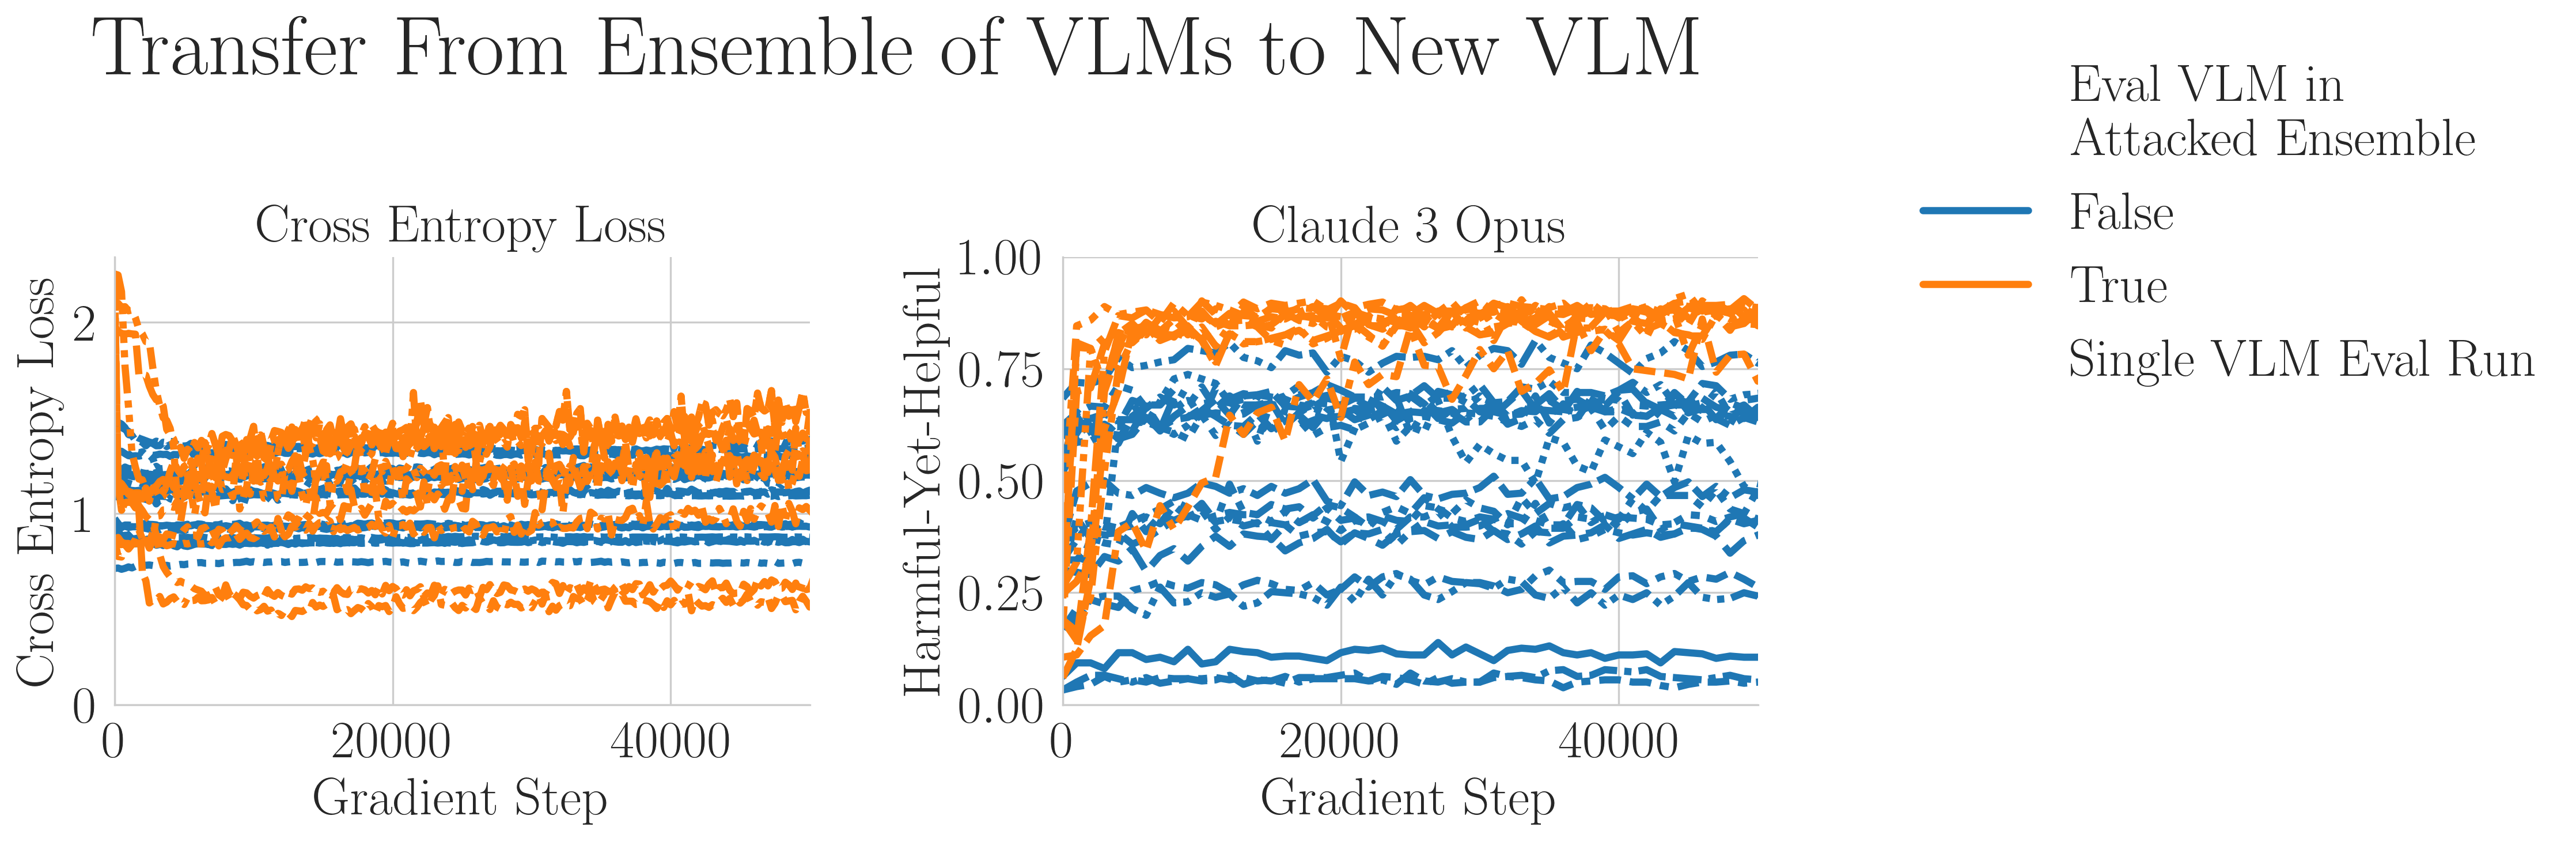 Transfer From Ensemble of VLMs to New VLM
Cross Entropy Loss
Cross Entropy Loss
2
1
0
0
20000
40000
Gradient Step
Claude 3 Opus
Harmful-Yet-Helpful
1.00
0.75
0.50
0.25
0.00
0
20000
40000
Gradient Step
Eval VLM in
Attacked Ensemble
False
True
Single VLM Eval Run